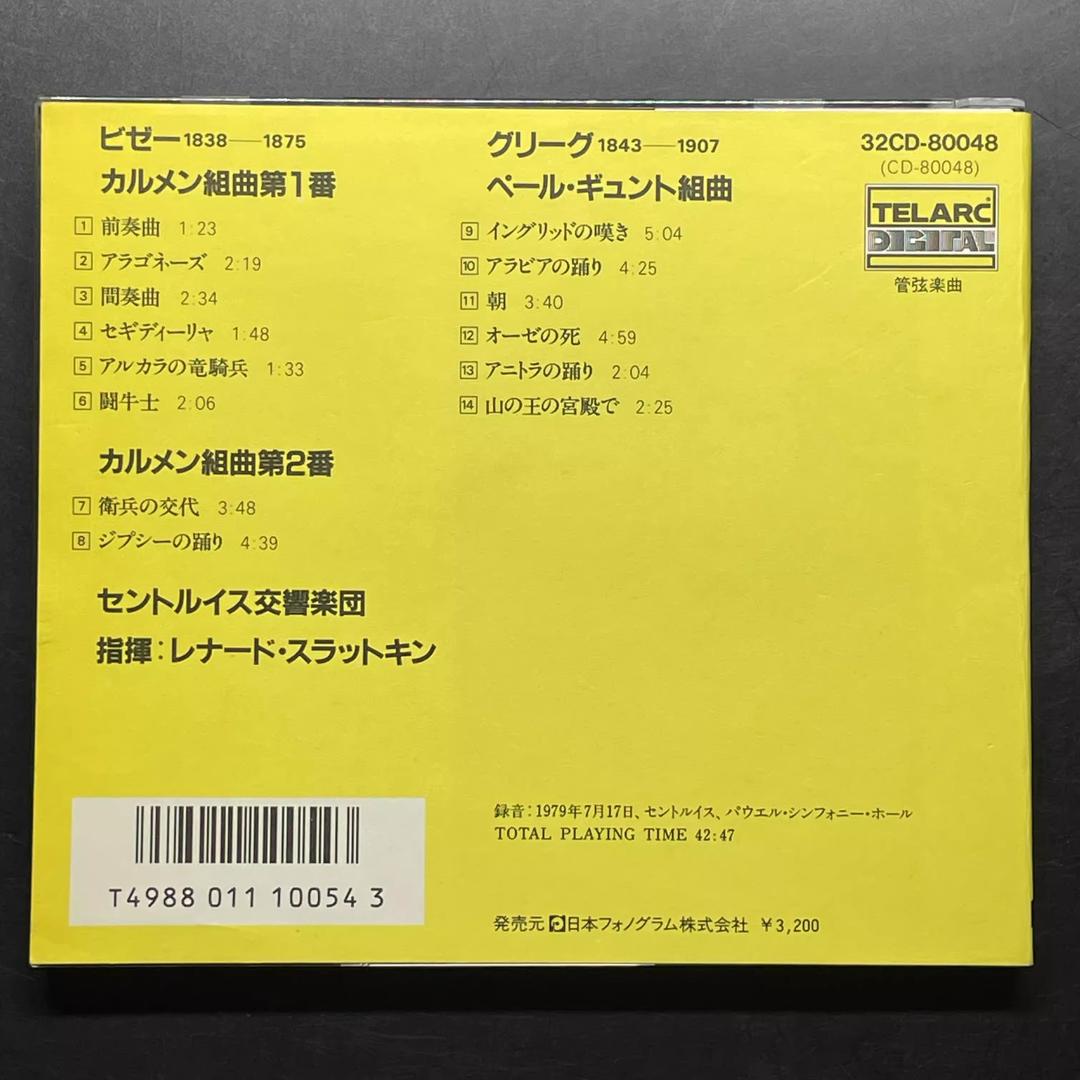 ビゼー1838—1875
カルメン組曲第1番
1 前奏曲 1:23
2 アラゴネーズ 2:19
3 間奏曲 2:34
4 セギディーリャ 1:48
5 アルカラの竜騎兵 1:33
6 闘牛士 2:06
カルメン組曲第2番
7 衛兵の交代 3:48
8 ジプシーの踊り 4:39
セントルイス交響楽団
指揮:レナード・スラットキン
グリーグ1843—1907
ペール・ギュント組曲
9 イングリッドの嘆き 5:04
10 アラビアの踊り 4:25
11 朝 3:40
12 オーゼの死 4:59
13 アニトラの踊り 2:04
14 山の王の宮殿で 2:25
32CD-80048
(CD-80048)
TELARC
DIGITAL
管弦楽曲
T4988 011 10054 3
録音:1979年7月17日、セントルイス、パウエル・シンフォニー・ホール
TOTAL PLAYING TIME 42:47
発売元 日本フォノグラム株式会社 ¥3,200